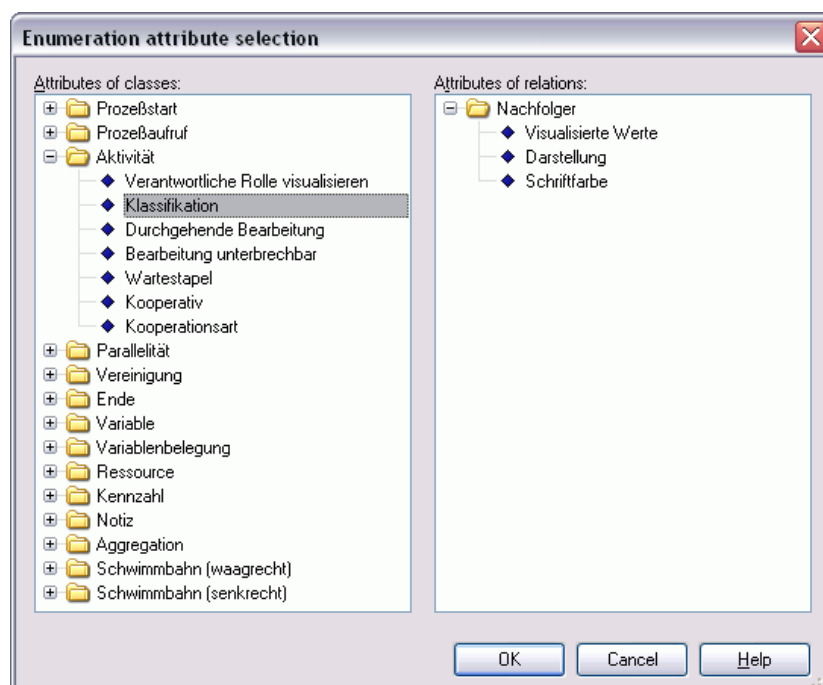 Enumeration attribute selection
Attributes of classes:
Prozeßstart
Prozeßaufruf
Aktivität
Verantwortliche Rolle visualisieren
Klassifikation
Durchgehende Bearbeitung
Bearbeitung unterbrechbar
Wartestapel
Kooperativ
Kooperationsart
Parallelität
Vereinigung
Ende
Variable
Variablenbelegung
Ressource
Kennzahl
Notiz
Aggregation
Schwimmbahn (waagrecht)
Schwimmbahn (senkrecht)
Attributes of relations:
Nachfolger
Visualisierte Werte
Darstellung
Schriftfarbe
OK Cancel Help